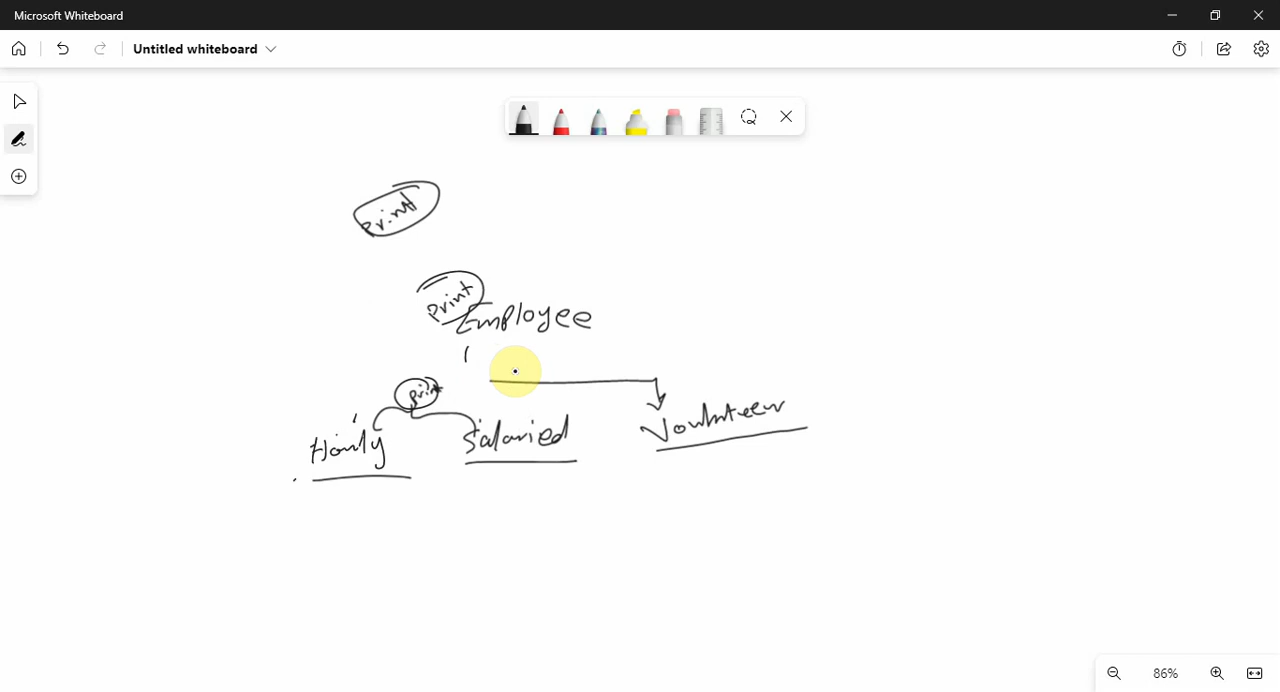 Microsoft Whiteboard
Untitled whiteboard
Print
Print
Employee
Print
Hourly
Salaried
Volunteer
86%